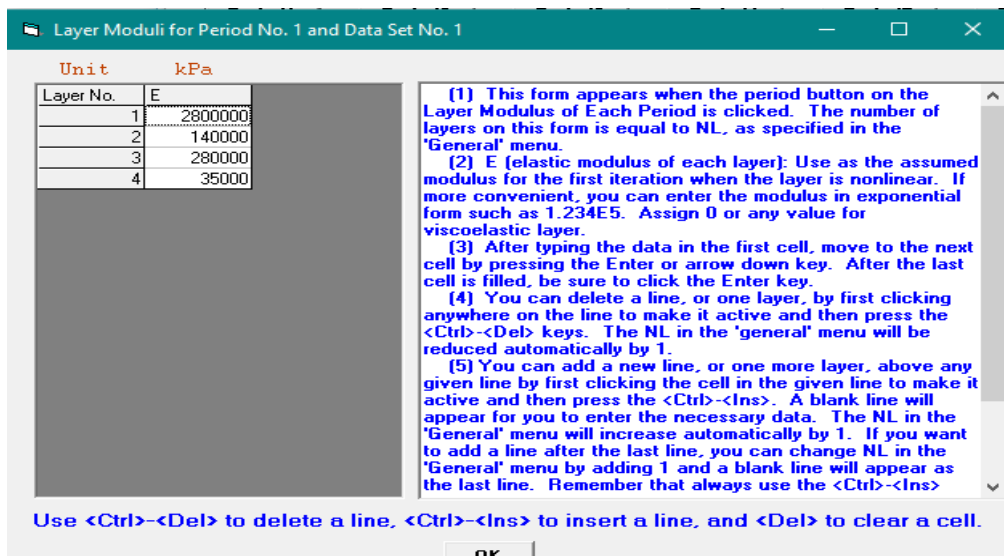 Layer Moduli for Period No. 1 and Data Set No. 1
Unit kPa
Layer No. E
1 2800000
2 140000
3 280000
4 35000
(1) This form appears when the period button on the
Layer Modulus of Each Period is clicked. The number of
layers on this form is equal to NL, as specified in the
'General' menu.
(2) E (elastic modulus of each layer): Use as the assumed
modulus for the first iteration when the layer is nonlinear. If
more convenient, you can enter the modulus in exponential
form such as 1.234E5. Assign 0 or any value for
viscoelastic layer.
(3) After typing the data in the first cell, move to the next
cell by pressing the Enter or arrow down key. After the last
cell is filled, be sure to click the Enter key.
(4) You can delete a line, or one layer, by first clicking
anywhere on the line to make it active and then press the
<Ctrl>-<Del> keys. The NL in the 'general' menu will be
reduced automatically by 1.
(5) You can add a new line, or one more layer, above any
given line by first clicking the cell in the given line to make it
active and then press the <Ctrl>-<Ins>. A blank line will
appear for you to enter the necessary data. The NL in the
'General' menu will increase automatically by 1. If you want
to add a line after the last line, you can change NL in the
'General' menu by adding 1 and a blank line will appear as
the last line. Remember that always use the <Ctrl>-<Ins>
Use <Ctrl>-<Del> to delete a line, <Ctrl>-<Ins> to insert a line, and <Del> to clear a cell.
OK